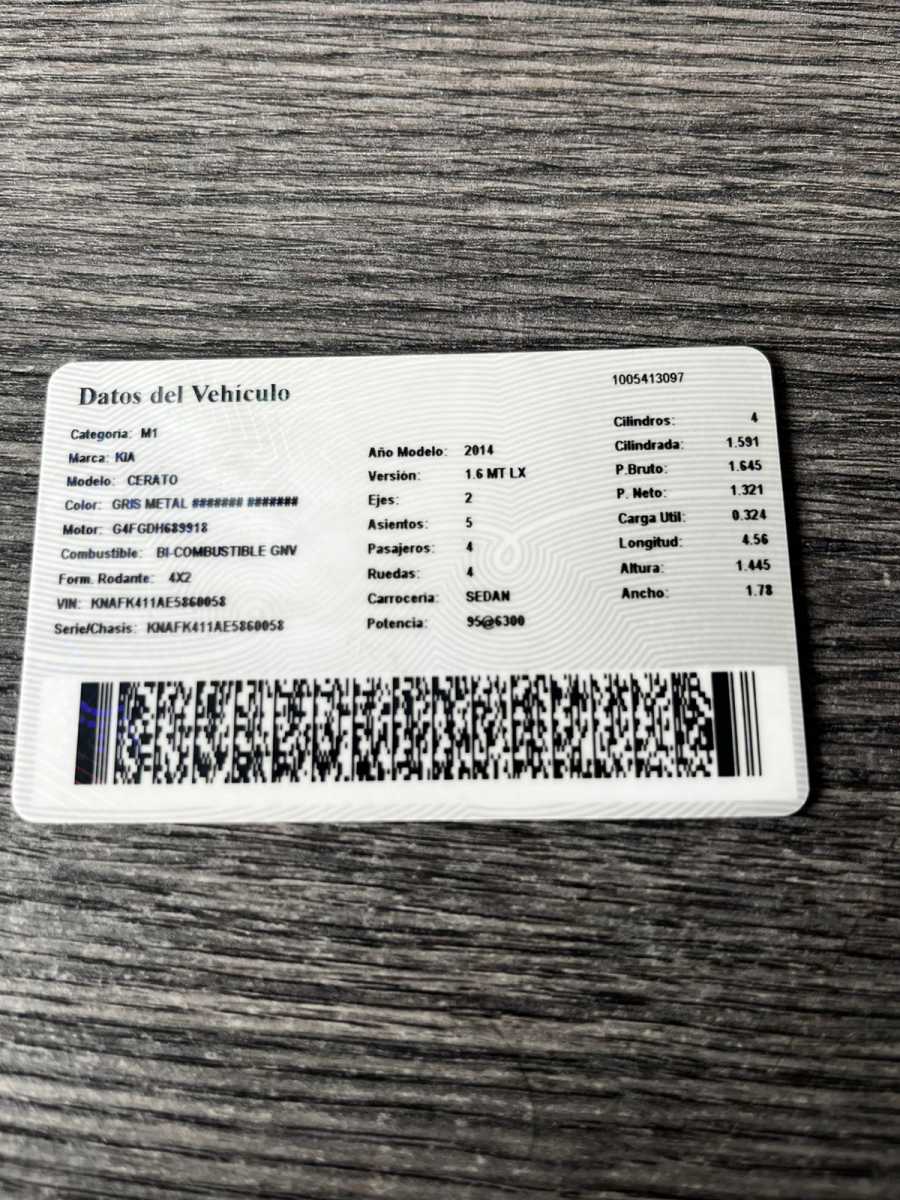 Datos del Vehículo
1005413097
Categoria: M1
Marca: KIA
Modelo: CERATO
Color: GRIS METAL ####### #######
Motor: G4FGDH689918
Combustible: BI-COMBUSTIBLE GNV
Form. Rodante: 4X2
VIN: KNAFK411AE5860058
Serie/Chasis: KNAFK411AE5860058
Año Modelo: 2014
Versión: 1.6 MT LX
Ejes: 2
Asientos: 5
Pasajeros: 4
Ruedas: 4
Carroceria: SEDAN
Potencia: 95@6300
Cilindros: 4
Cilindrada: 1.591
P.Bruto: 1.645
P. Neto: 1.321
Carga Util: 0.324
Longitud: 4.56
Altura: 1.445
Ancho: 1.78